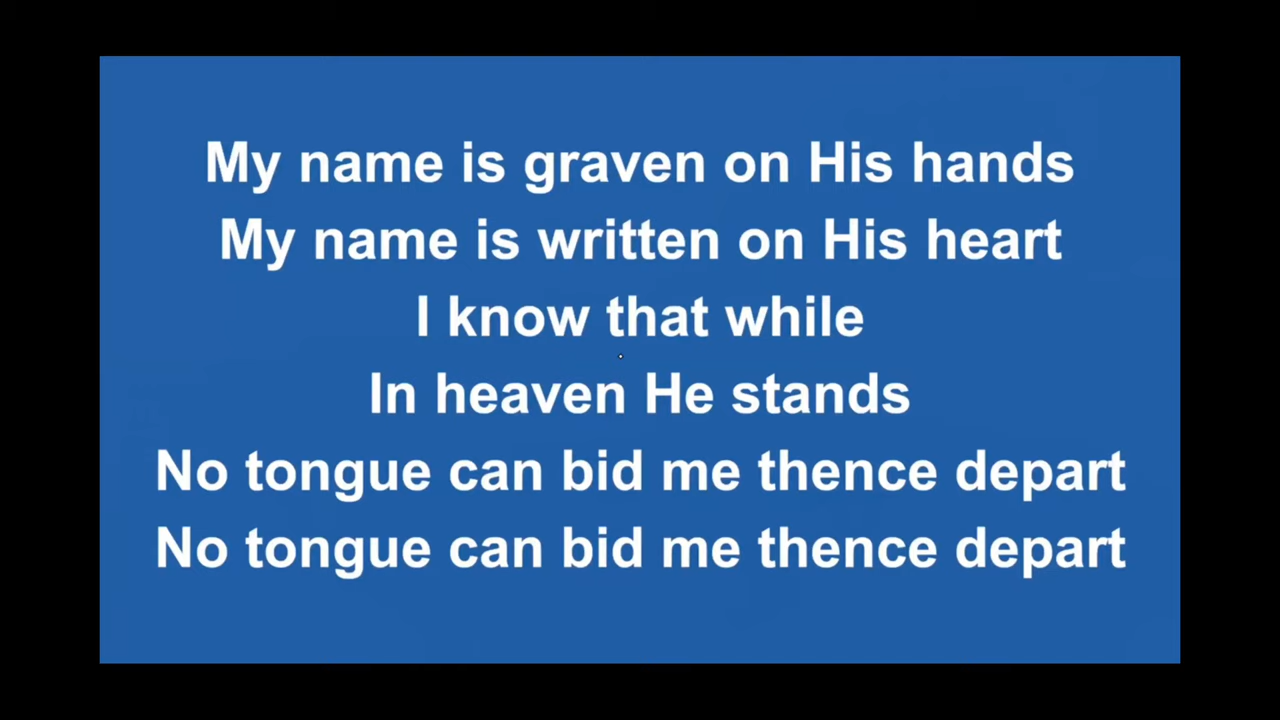 My name is graven on His hands
My name is written on His heart
I know that while
In heaven He stands
No tongue can bid me thence depart
No tongue can bid me thence depart